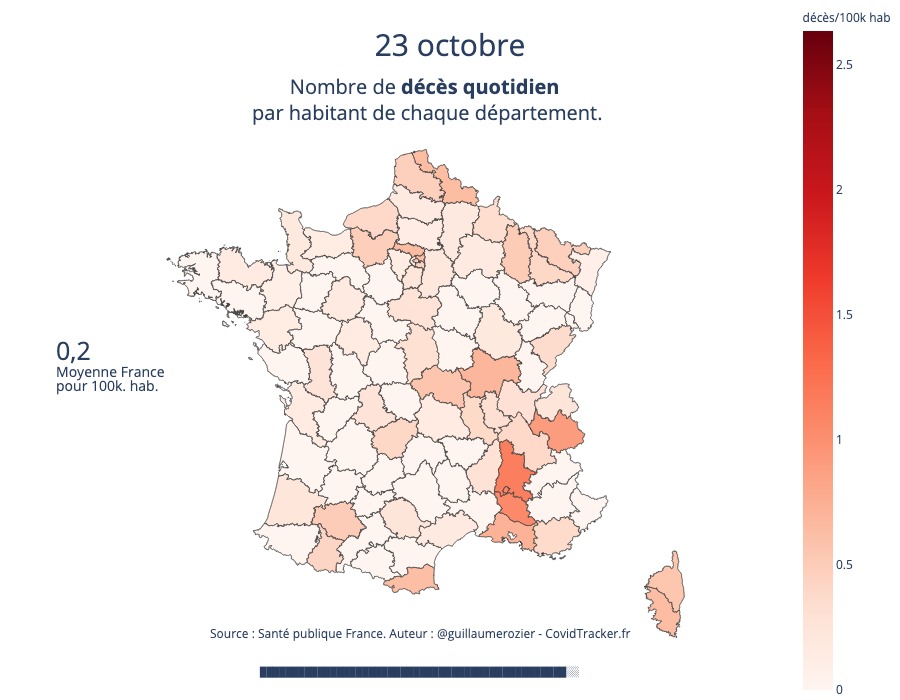 décès/100k hab
23 octobre
Nombre de décès quotidien
par habitant de chaque département.
2.5
2
1.5
1
0.5
0
0,2
Moyenne France
pour 100k. hab.
Source : Santé publique France. Auteur : @guillaumerozier - CovidTracker.fr